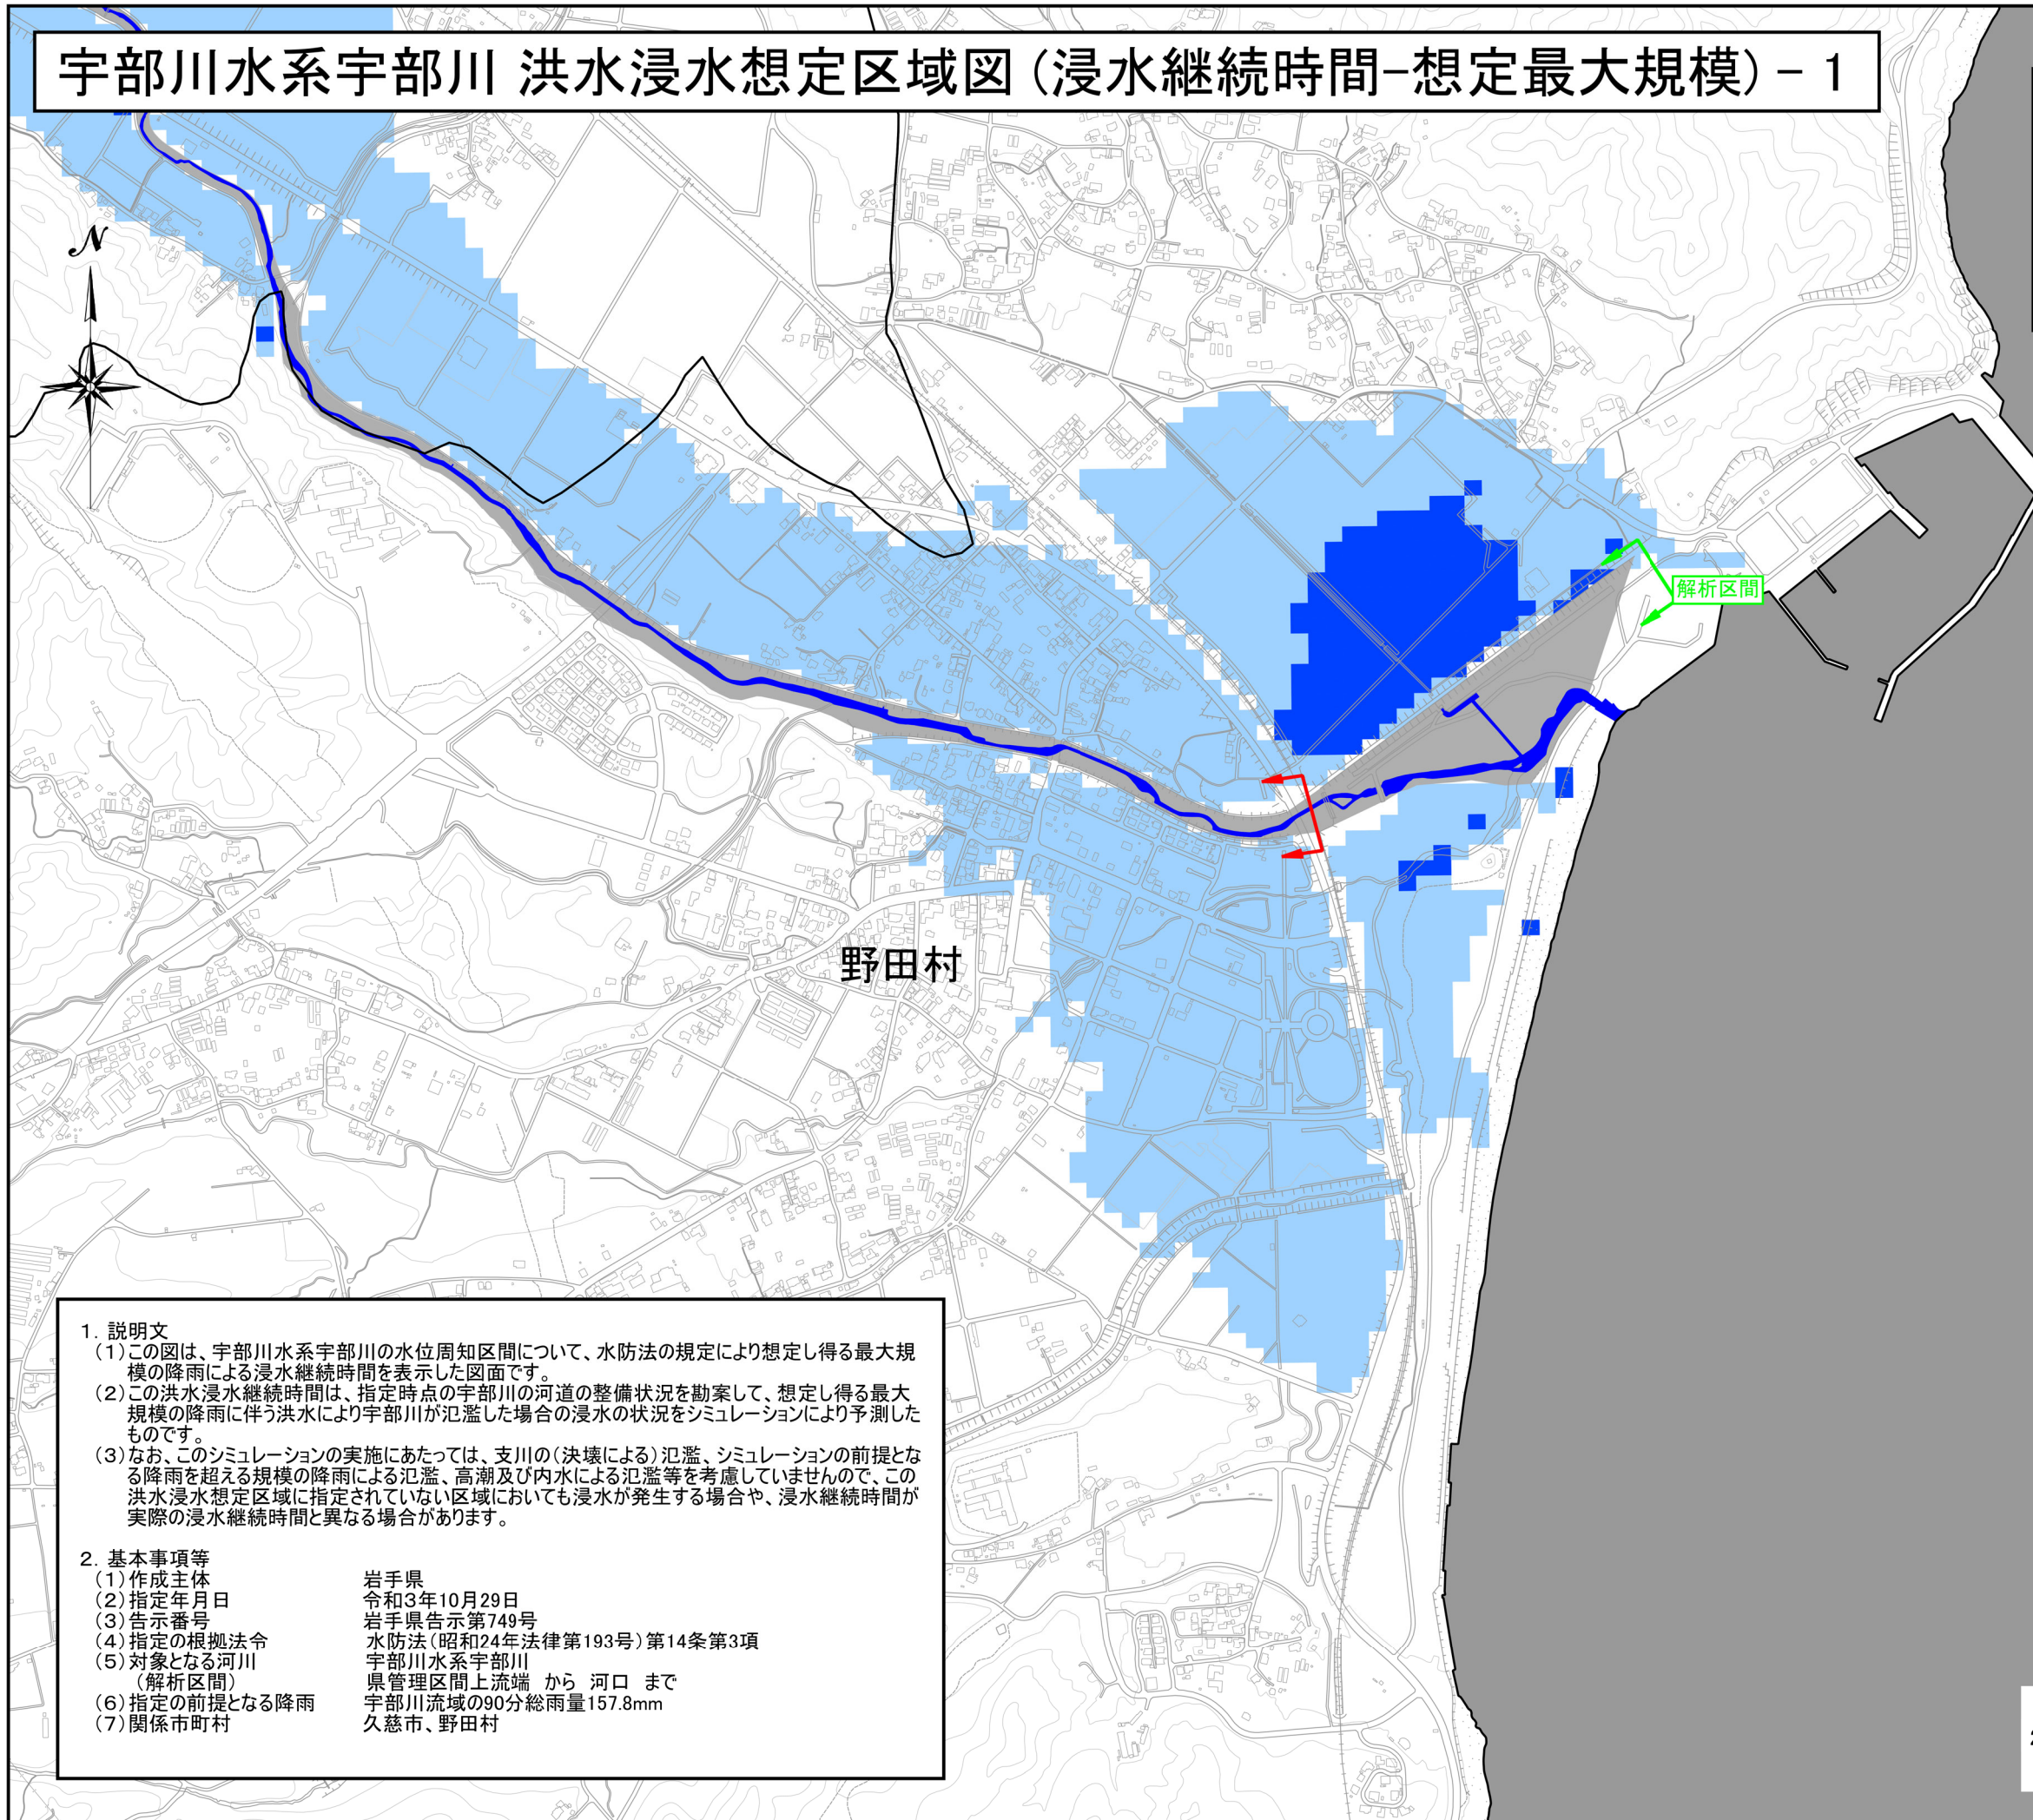 宇部川水系宇部川 洪水浸水想定区域図(浸水継続時間-想定最大規模)-1
N
解析区間
野田村
1. 説明文
(1)この図は、宇部川水系宇部川の水位周知区間について、水防法の規定により想定し得る最大規
模の降雨による浸水継続時間を表示した図面です。
(2)この洪水浸水継続時間は、指定時点の宇部川の河道の整備状況を勘案して、想定し得る最大
規模の降雨に伴う洪水により宇部川が氾濫した場合の浸水の状況をシミュレーションにより予測した
ものです。
(3)なお、このシミュレーションの実施にあたっては、支川の(決壊による)氾濫、シミュレーションの前提とな
る降雨を超える規模の降雨による氾濫、高潮及び内水による氾濫等を考慮していませんので、この
洪水浸水想定区域に指定されていない区域においても浸水が発生する場合や、浸水継続時間が
実際の浸水継続時間と異なる場合があります。
2. 基本事項等
(1)作成主体 岩手県
(2)指定年月日 令和3年10月29日
(3)告示番号 岩手県告示第749号
(4)指定の根拠法令 水防法(昭和24年法律第193号)第14条第3項
(5)対象となる河川 宇部川水系宇部川
(解析区間) 県管理区間上流端 から 河口 まで
(6)指定の前提となる降雨 宇部川流域の90分総雨量157.8mm
(7)関係市町村 久慈市、野田村